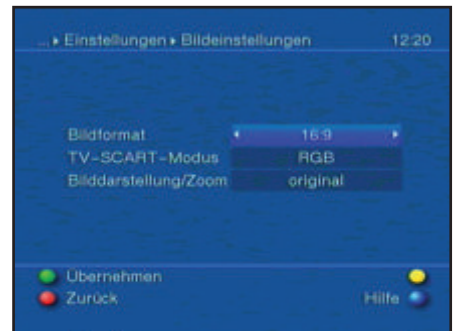 ... ▸ Einstellungen ▸ Bildeinstellungen 12:20
Bildformat 16:9
TV-SCART-Modus RGB
Bilddarstellung/Zoom original
Übernehmen
Zurück Hilfe